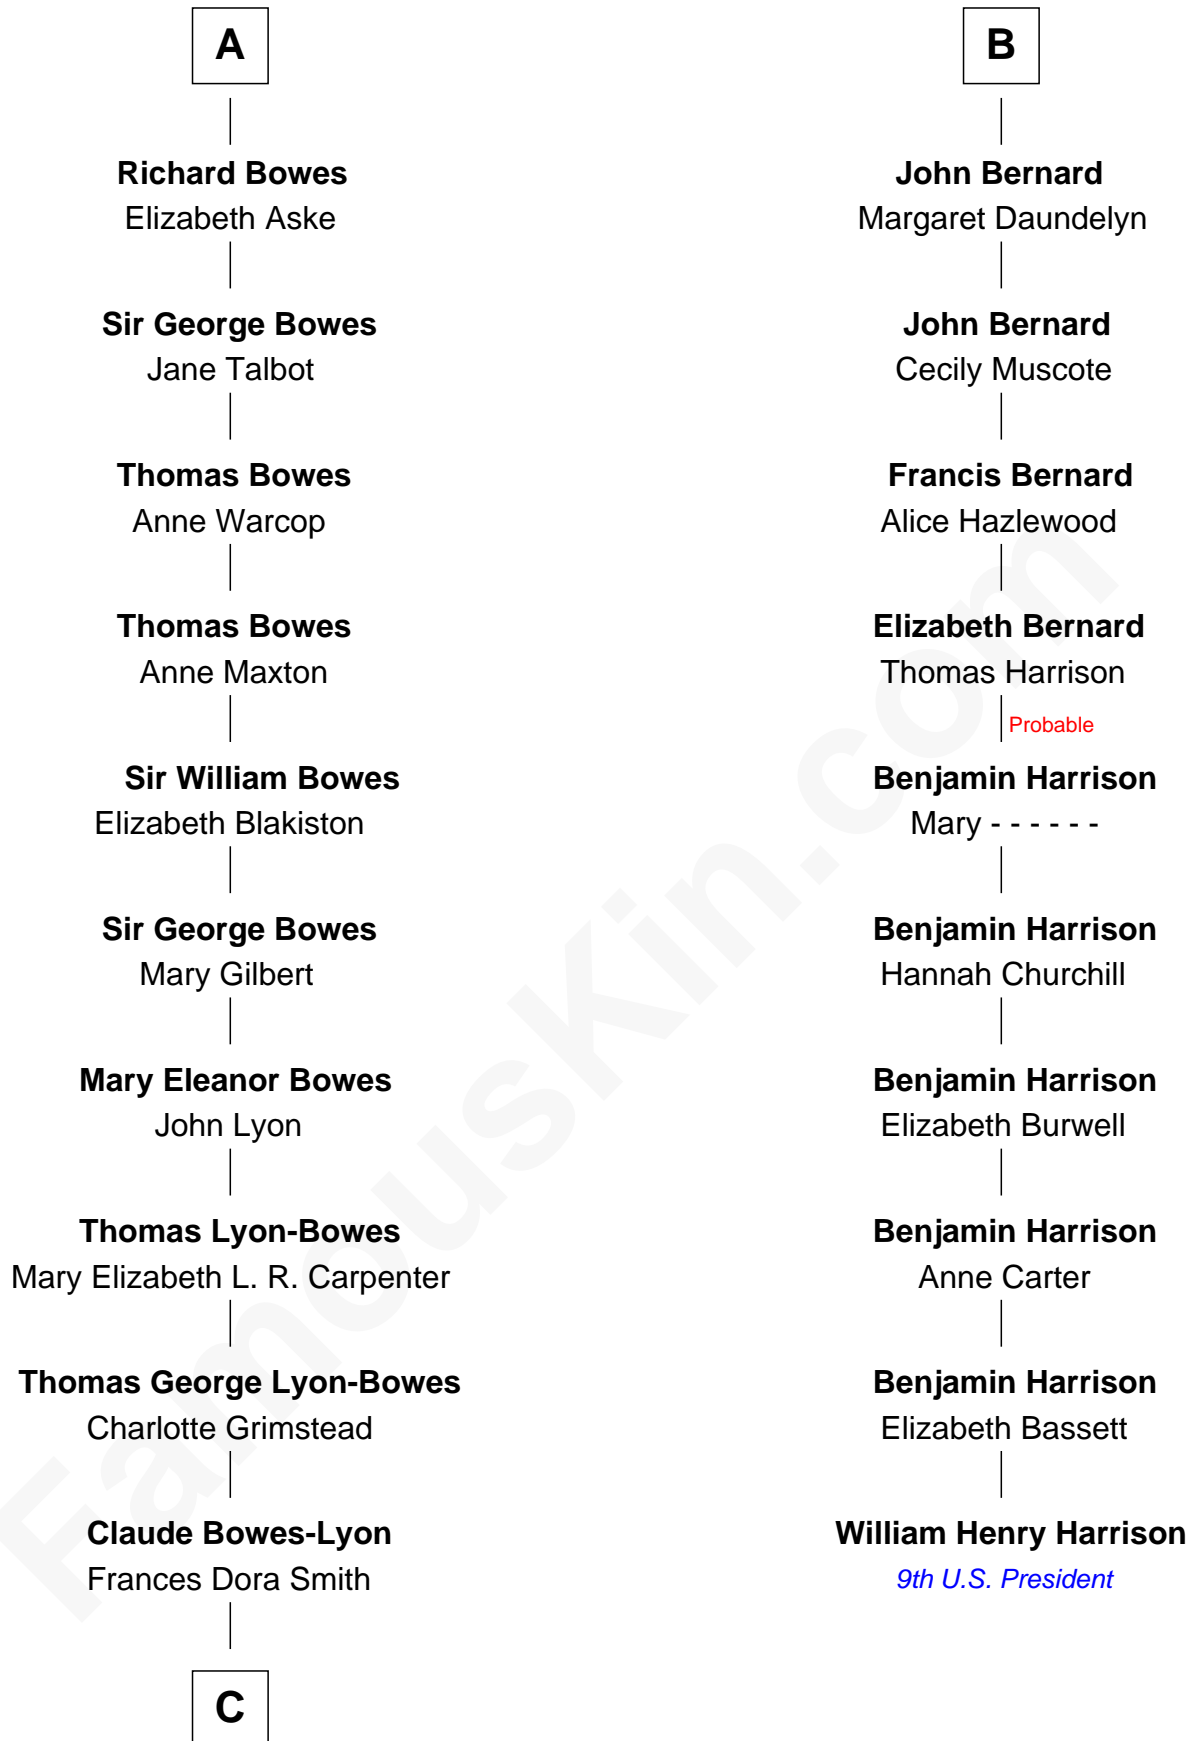 A
Richard Bowes
Elizabeth Aske
Sir George Bowes
Jane Talbot
Thomas Bowes
Anne Warcop
Thomas Bowes
Anne Maxton
Sir William Bowes
Elizabeth Blakiston
Sir George Bowes
Mary Gilbert
Mary Eleanor Bowes
John Lyon
Thomas Lyon-Bowes
Mary Elizabeth L. R. Carpenter
Thomas George Lyon-Bowes
Charlotte Grimstead
Claude Bowes-Lyon
Frances Dora Smith
C
B
John Bernard
Margaret Daundelyn
John Bernard
Cecily Muscote
Francis Bernard
Alice Hazlewood
Elizabeth Bernard
Thomas Harrison
Probable
Benjamin Harrison
Mary - - - - - -
Benjamin Harrison
Hannah Churchill
Benjamin Harrison
Elizabeth Burwell
Benjamin Harrison
Anne Carter
Benjamin Harrison
Elizabeth Bassett
William Henry Harrison
9th U.S. President
FamousKin.com